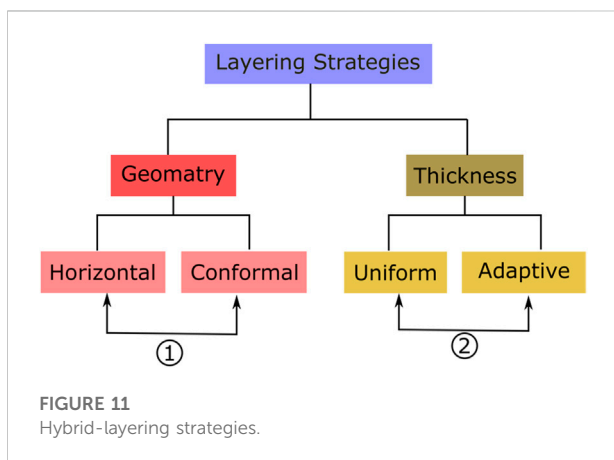 Layering Strategies
Geomatry
Thickness
Horizontal
Conformal
Uniform
Adaptive
①
②
FIGURE 11
Hybrid-layering strategies.